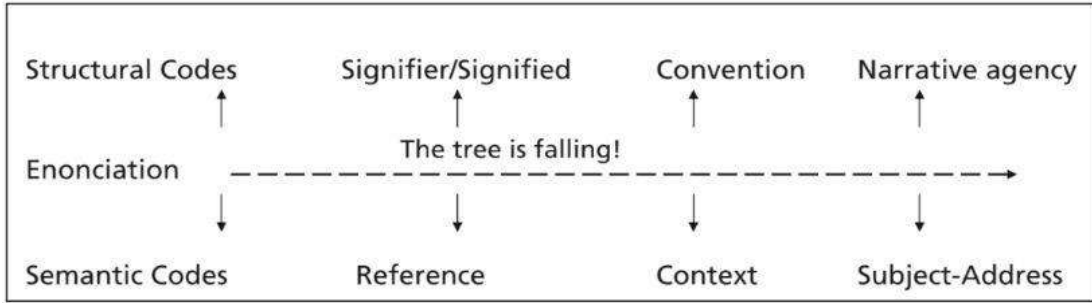 Structural Codes Signifier/Signified Convention Narrative agency
The tree is falling!
Enonciation
Semantic Codes Reference Context Subject-Address